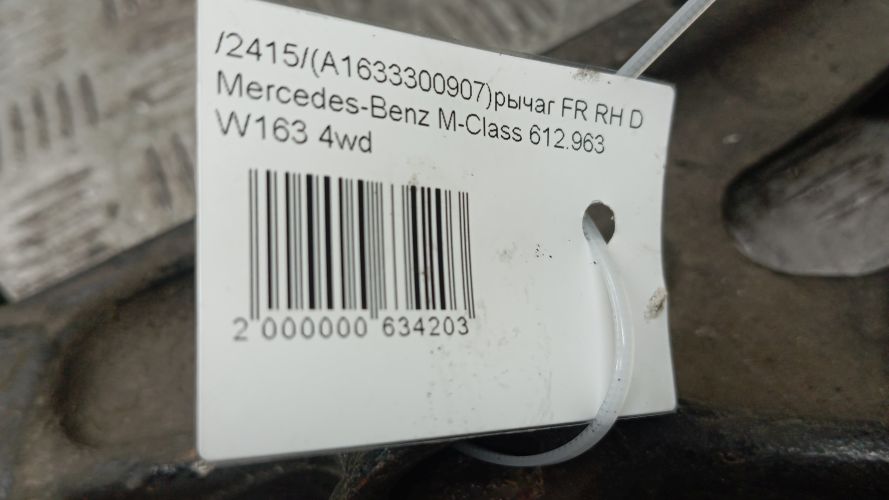 /2415/(A1633300907)рычаг FR RH D
Mercedes-Benz M-Class 612.963
W163 4wd
2 000000 634203